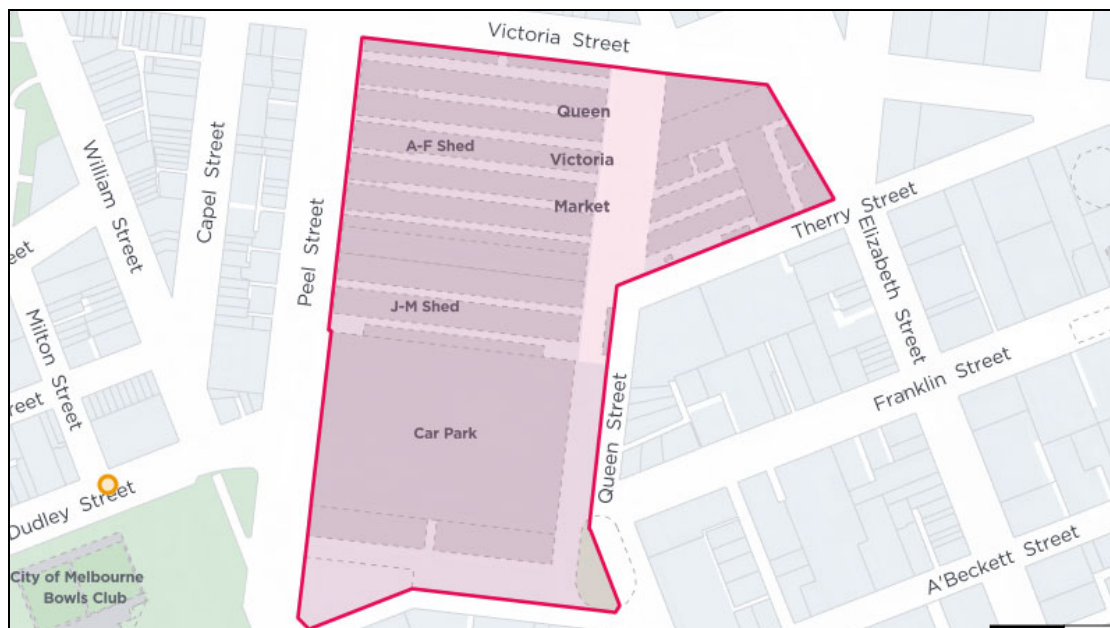 Victoria Street
Queen
A-F Shed
Victoria
Market
William Street
Capel Street
Peel Street
Therry Street
Elizabeth Street
J-M Shed
Milton Street
Franklin Street
Car Park
Queen Street
Dudley Street
A'Beckett Street
City of Melbourne
Bowls Club